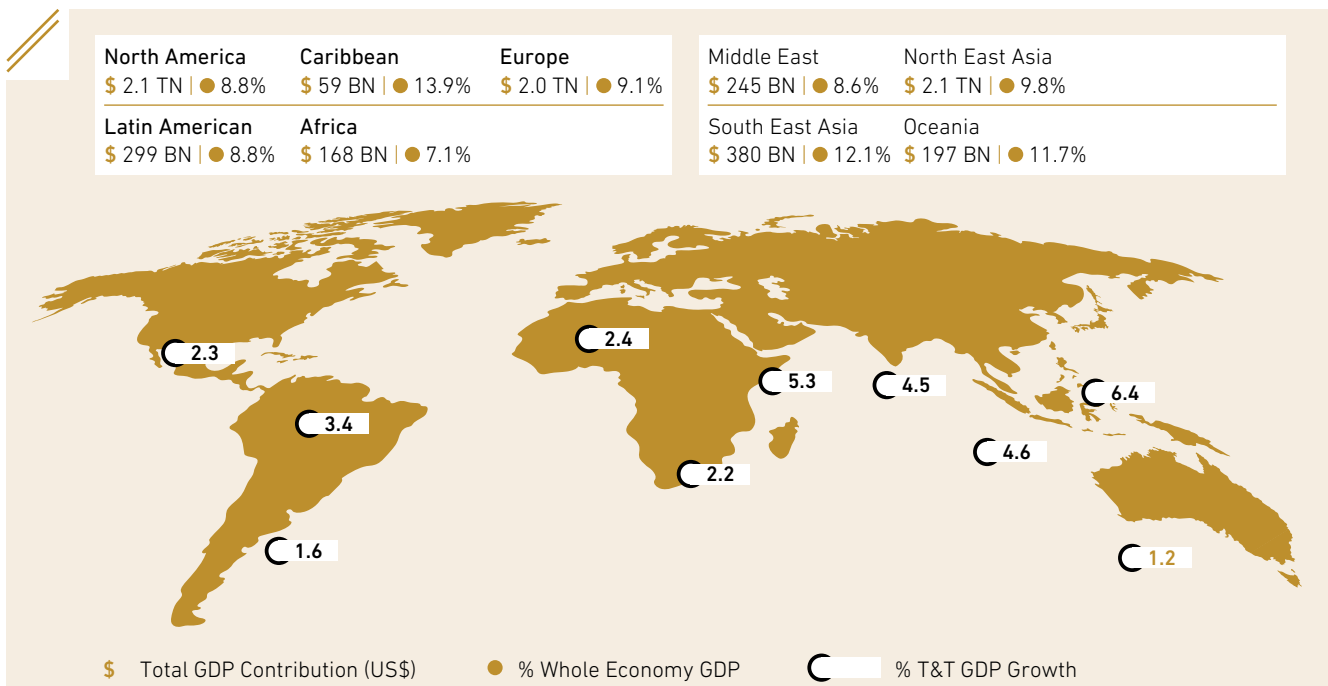 North America Caribbean Europe
$ 2.1 TN | ● 8.8% $ 59 BN | ● 13.9% $ 2.0 TN | ● 9.1%
Latin American Africa
$ 299 BN | ● 8.8% $ 168 BN | ● 7.1%
Middle East North East Asia
$ 245 BN | ● 8.6% $ 2.1 TN | ● 9.8%
South East Asia Oceania
$ 380 BN | ● 12.1% $ 197 BN | ● 11.7%
2.3
2.4
5.3
4.5
6.4
3.4
4.6
2.2
1.6
1.2
$ Total GDP Contribution (US$) ● % Whole Economy GDP % T&T GDP Growth